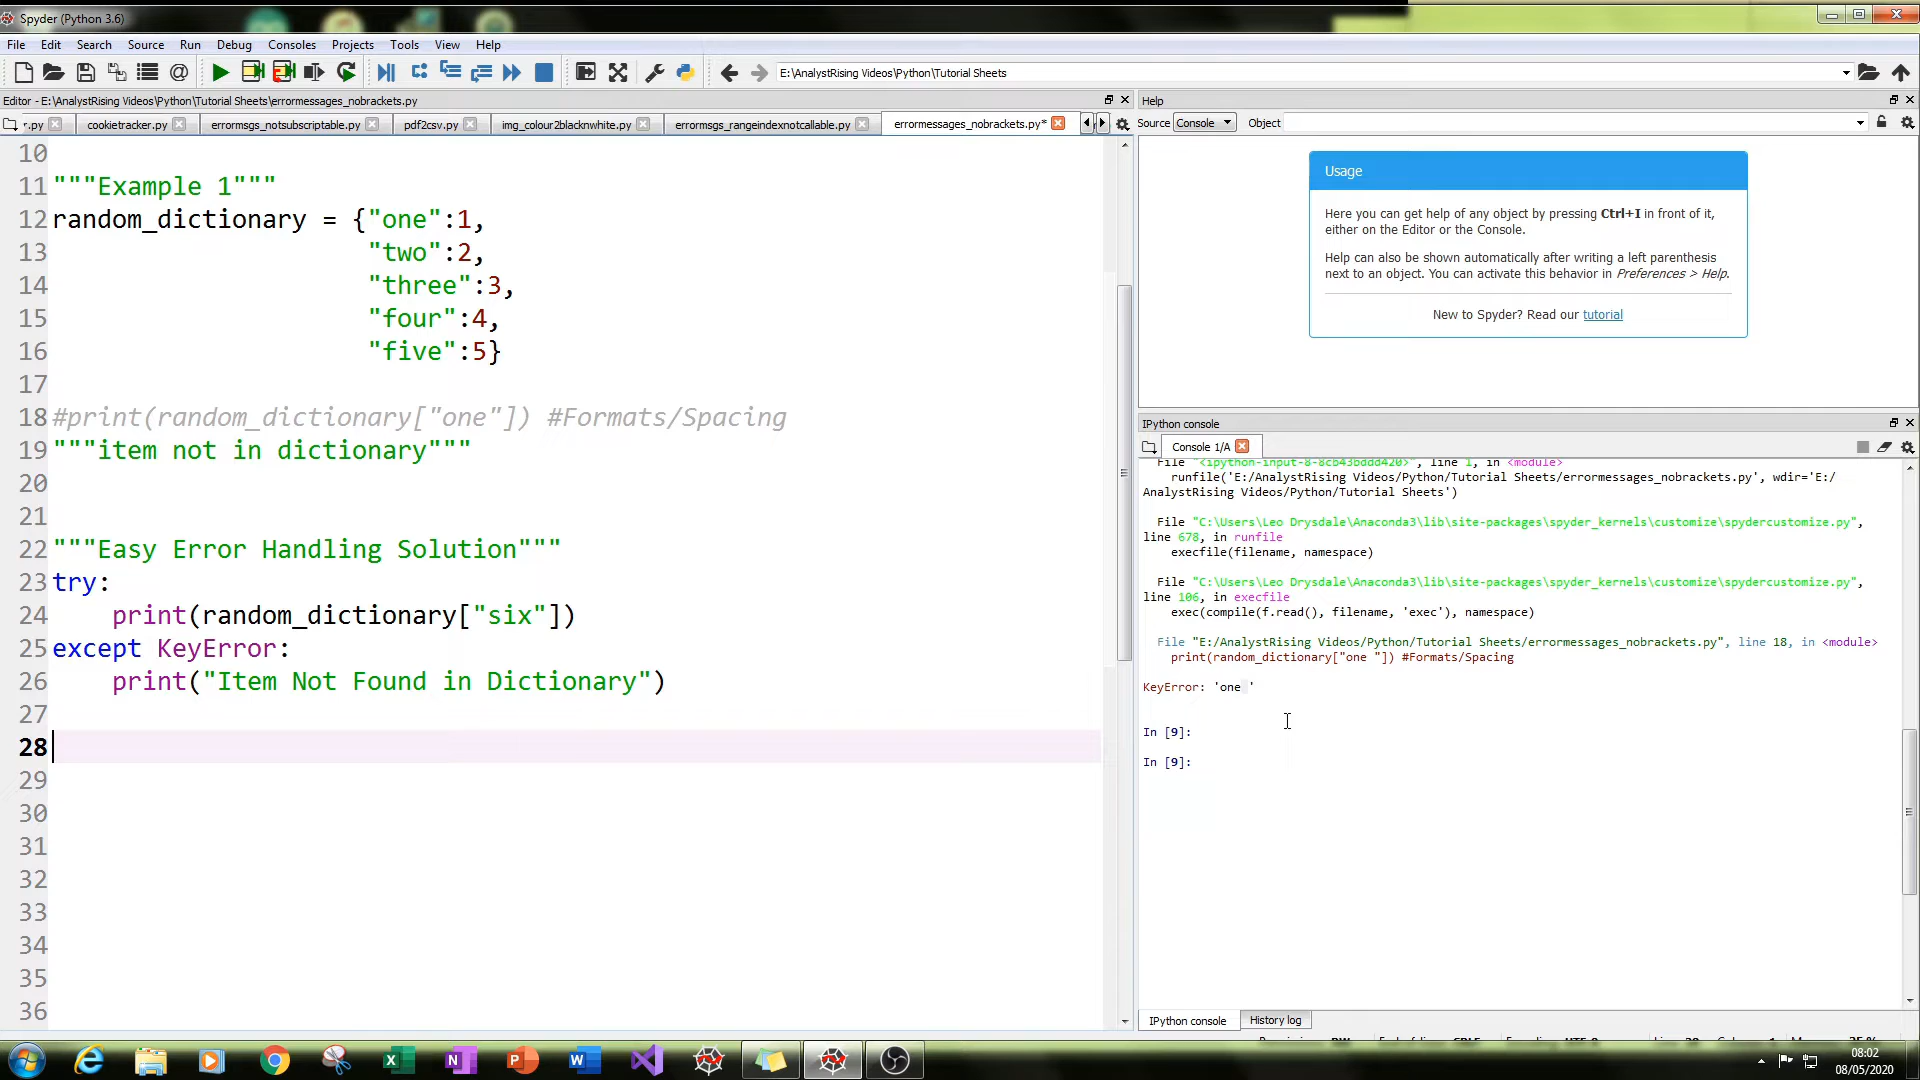 Spyder (Python 3.6)
File Edit Search Source Run Debug Consoles Projects Tools View Help
E:\AnalystRising Videos\Python\Tutorial Sheets
Editor - E:\AnalystRising Videos\Python\Tutorial Sheets\errormessages_nobrackets.py
r.py cookietracker.py errormsgs_notsubscriptable.py pdf2csv.py img_colour2blacknwhite.py errormsgs_rangeindexnotcallable.py errormessages_nobrackets.py*
10
11 """Example 1"""
12 random_dictionary = {"one":1,
13 "two":2,
14 "three":3,
15 "four":4,
16 "five":5}
17
18 #print(random_dictionary["one"]) #Formats/Spacing
19 """item not in dictionary"""
20
21
22 """Easy Error Handling Solution"""
23 try:
24 print(random_dictionary["six"])
25 except KeyError:
26 print("Item Not Found in Dictionary")
27
28
29
30
31
32
33
34
35
36
Help
Source Console Object
Usage
Here you can get help of any object by pressing Ctrl+I in front of it,
either on the Editor or the Console.
Help can also be shown automatically after writing a left parenthesis
next to an object. You can activate this behavior in Preferences > Help.
New to Spyder? Read our tutorial
IPython console
Console 1/A
File "<ipython-input-8-8cb43bddd420>", line 1, in <module>
runfile('E:/AnalystRising Videos/Python/Tutorial Sheets/errormessages_nobrackets.py', wdir='E:/
AnalystRising Videos/Python/Tutorial Sheets')
File "C:\Users\Leo Drysdale\Anaconda3\lib\site-packages\spyder_kernels\customize\spydercustomize.py",
line 678, in runfile
execfile(filename, namespace)
File "C:\Users\Leo Drysdale\Anaconda3\lib\site-packages\spyder_kernels\customize\spydercustomize.py",
line 106, in execfile
exec(compile(f.read(), filename, 'exec'), namespace)
File "E:/AnalystRising Videos/Python/Tutorial Sheets/errormessages_nobrackets.py", line 18, in <module>
print(random_dictionary["one "]) #Formats/Spacing
KeyError: 'one '
In [9]:
In [9]:
IPython console History log
08:02
08/05/2020